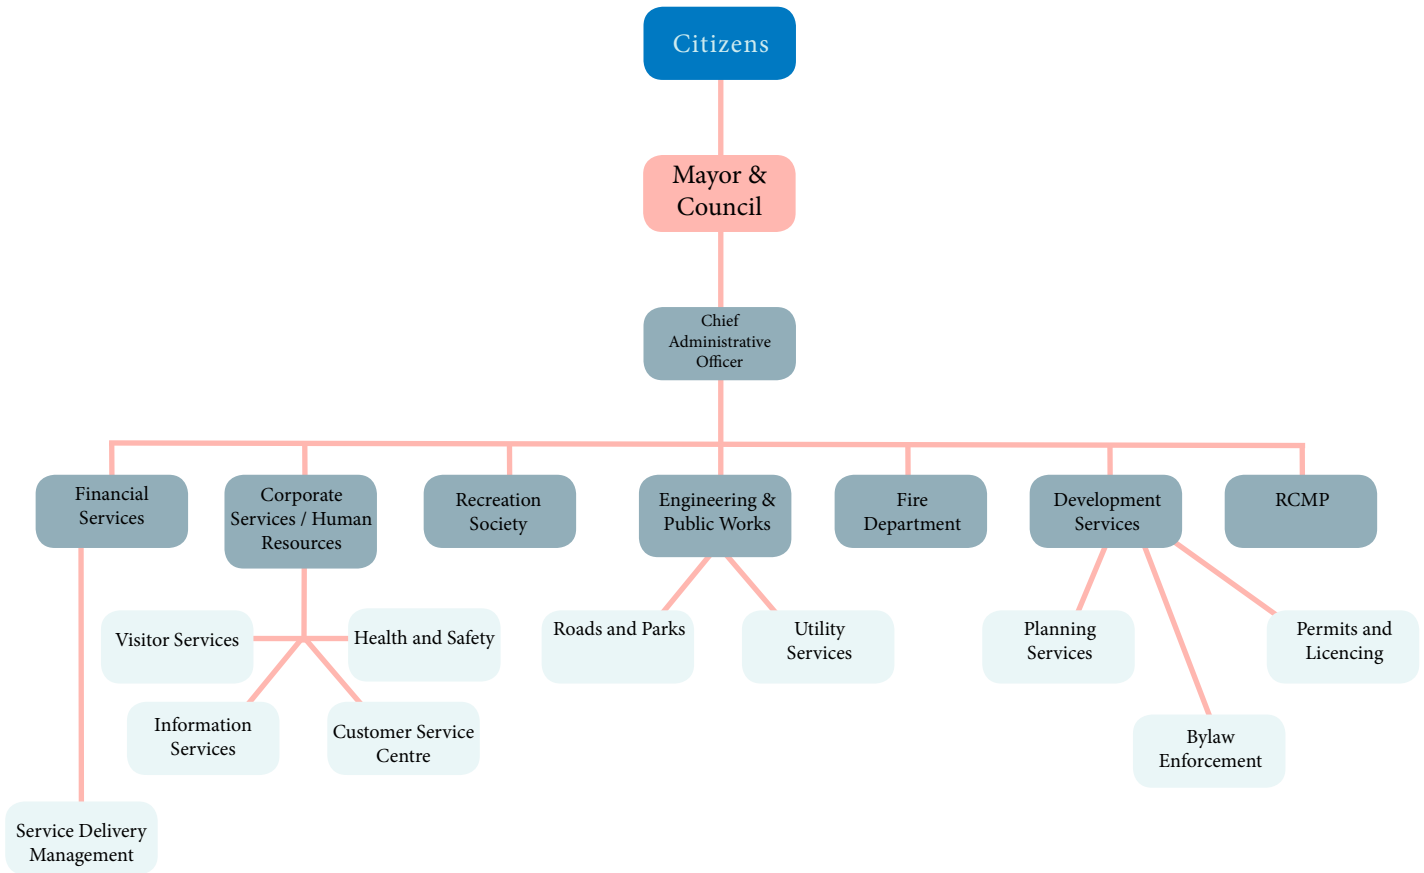 Citizens
Mayor &
Council
Chief
Administrative
Officer
Financial
Services
Corporate
Services / Human
Resources
Recreation
Society
Engineering &
Public Works
Fire
Department
Development
Services
RCMP
Visitor Services
Health and Safety
Roads and Parks
Utility
Services
Planning
Services
Permits and
Licencing
Information
Services
Customer Service
Centre
Bylaw
Enforcement
Service Delivery
Management